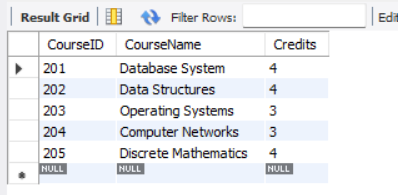 Result Grid Filter Rows: Edi
CourseID CourseName Credits
201 Database System 4
202 Data Structures 4
203 Operating Systems 3
204 Computer Networks 3
205 Discrete Mathematics 4
NULL NULL NULL